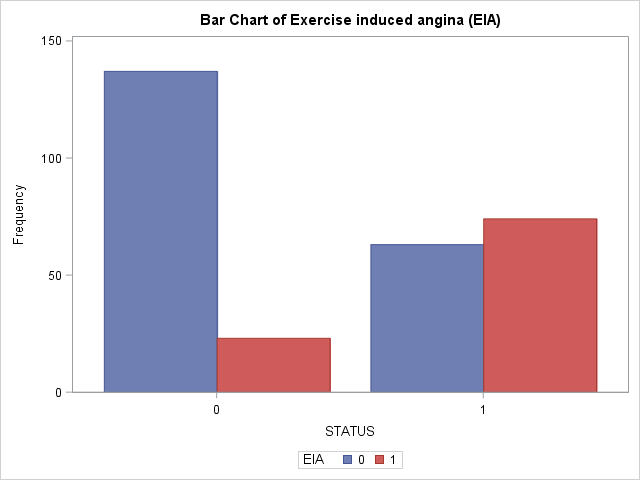 Bar Chart of Exercise induced angina (EIA)
150
100
50
0
Frequency
0 1
STATUS
EIA 0 1